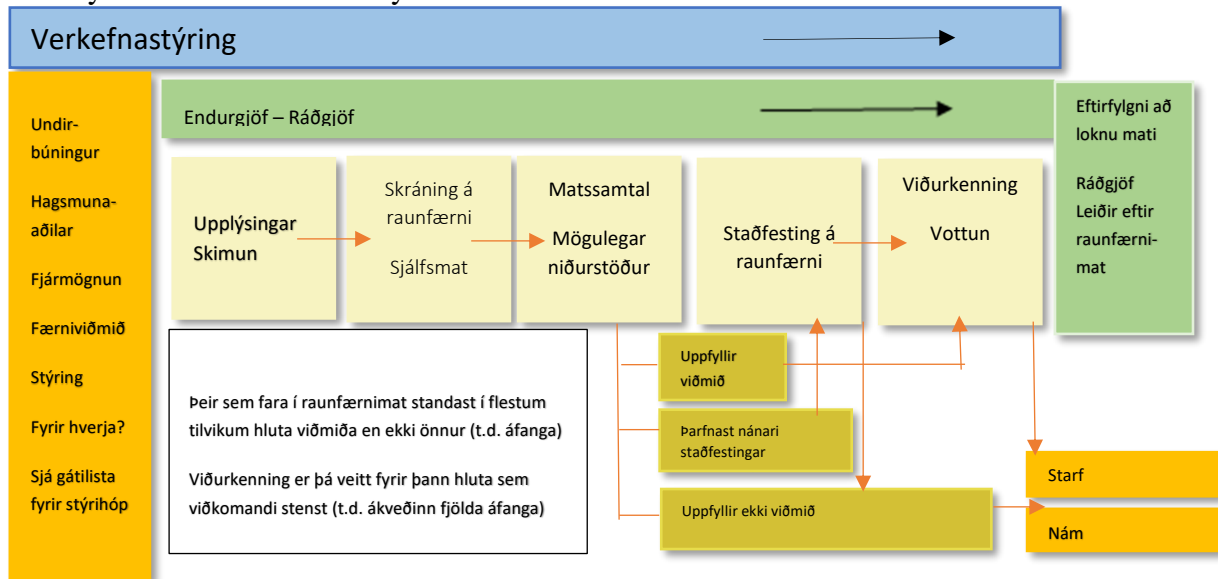 Verkefnastýring
Undir-
búningur
Hagsmuna-
aðilar
Fjármögnun
Færniviðmið
Stýring
Fyrir hverja?
Sjá gátilista
fyrir stýrihóp
Endurgjöf – Ráðgjöf
Upplýsingar
Skimun
Skráning á
raunfærni
Sjálfsmat
Matssamtal
Mögulegar
niðurstöður
Staðfesting á
raunfærni
Viðurkenning
Vottun
Eftirfylgni að
loknu mati
Ráðgjöf
Leiðir eftir
raunfærni-
mat
Þeir sem fara í raunfærnimat standast í flestum
tilvikum hluta viðmiða en ekki önnur (t.d. áfanga)
Viðurkenning er þá veitt fyrir þann hluta sem
viðkomandi stenst (t.d. ákveðinn fjölda áfanga)
Uppfyllir
viðmið
Þarfnast nánari
staðfestingar
Uppfyllir ekki viðmið
Starf
Nám